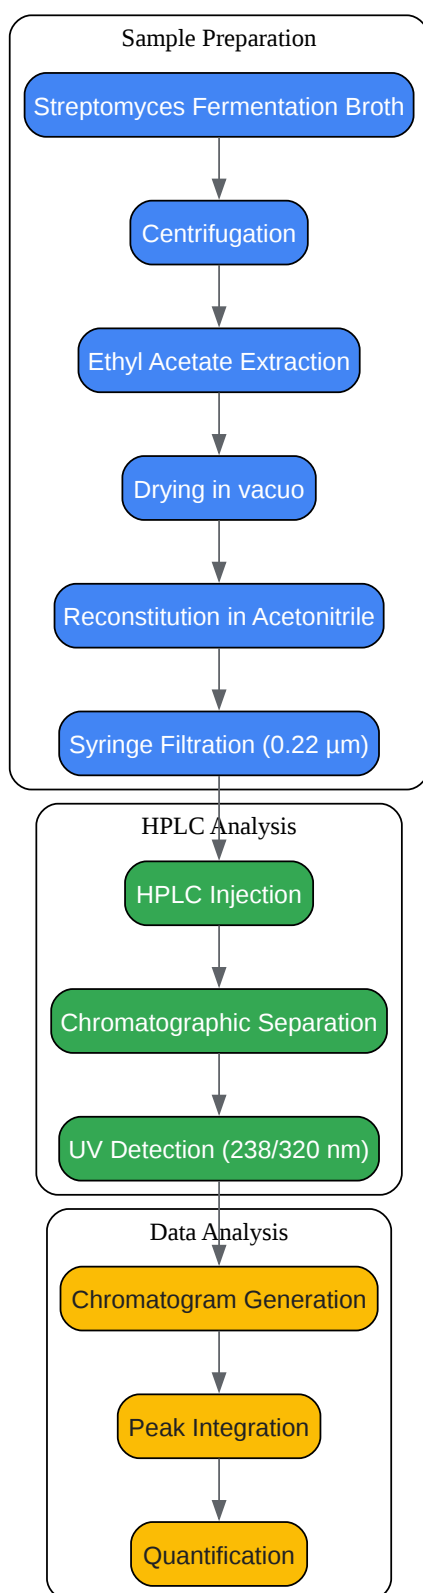 Sample Preparation
Streptomyces Fermentation Broth
Centrifugation
Ethyl Acetate Extraction
Drying in vacuo
Reconstitution in Acetonitrile
Syringe Filtration (0.22 µm)
HPLC Analysis
HPLC Injection
Chromatographic Separation
UV Detection (238/320 nm)
Data Analysis
Chromatogram Generation
Peak Integration
Quantification